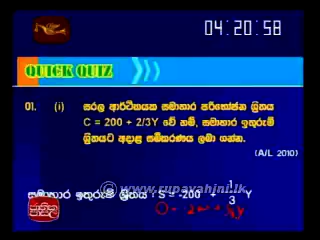 04:20:58
QUICK QUIZ
01. (i) සරල ආර්ථිකයක සමාහාර පරිභෝජන ශ්‍රිතය
C = 200 + 2/3Y වේ නම්, සමාහාර ඉතුරුම්
ශ්‍රිතයට අදාළ සමීකරණය ලබා ගන්න.
(A/L 2010)
සමාහාර ඉතුරුම් ශ්‍රිතය : S = -200 + 1/3 Y
© www.rupavahini.lk